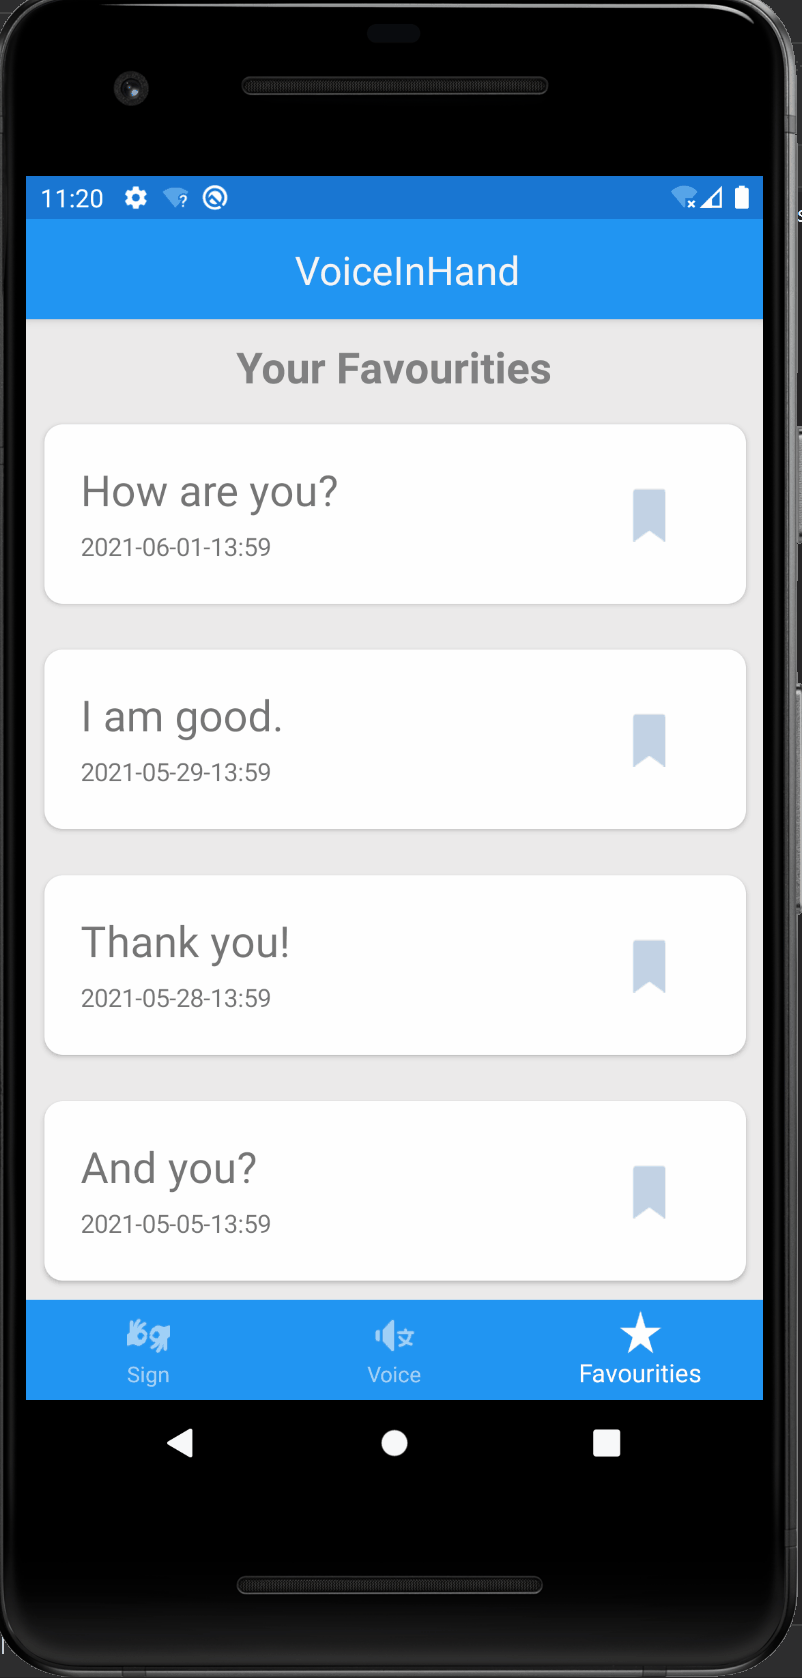 11:20
VoiceInHand
Your Favourities
How are you?
2021-06-01-13:59
I am good.
2021-05-29-13:59
Thank you!
2021-05-28-13:59
And you?
2021-05-05-13:59
Sign
Voice
Favourities